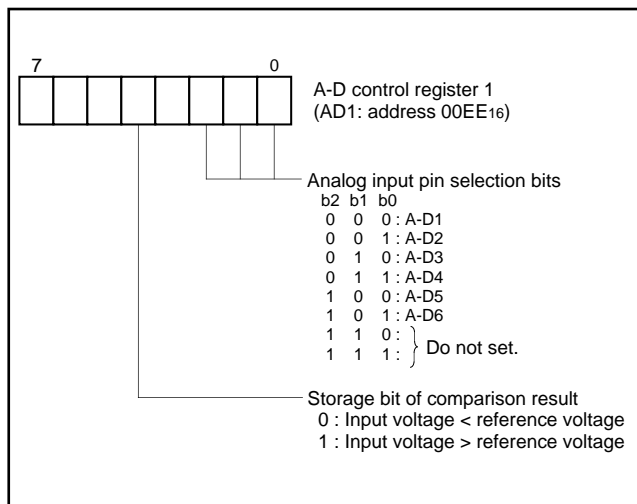 7 0
A-D control register 1
(AD1: address 00EE16)
Analog input pin selection bits
b2 b1 b0
0 0 0 : A-D1
0 0 1 : A-D2
0 1 0 : A-D3
0 1 1 : A-D4
1 0 0 : A-D5
1 0 1 : A-D6
1 1 0 :
1 1 1 :
Do not set.
Storage bit of comparison result
0 : Input voltage < reference voltage
1 : Input voltage > reference voltage